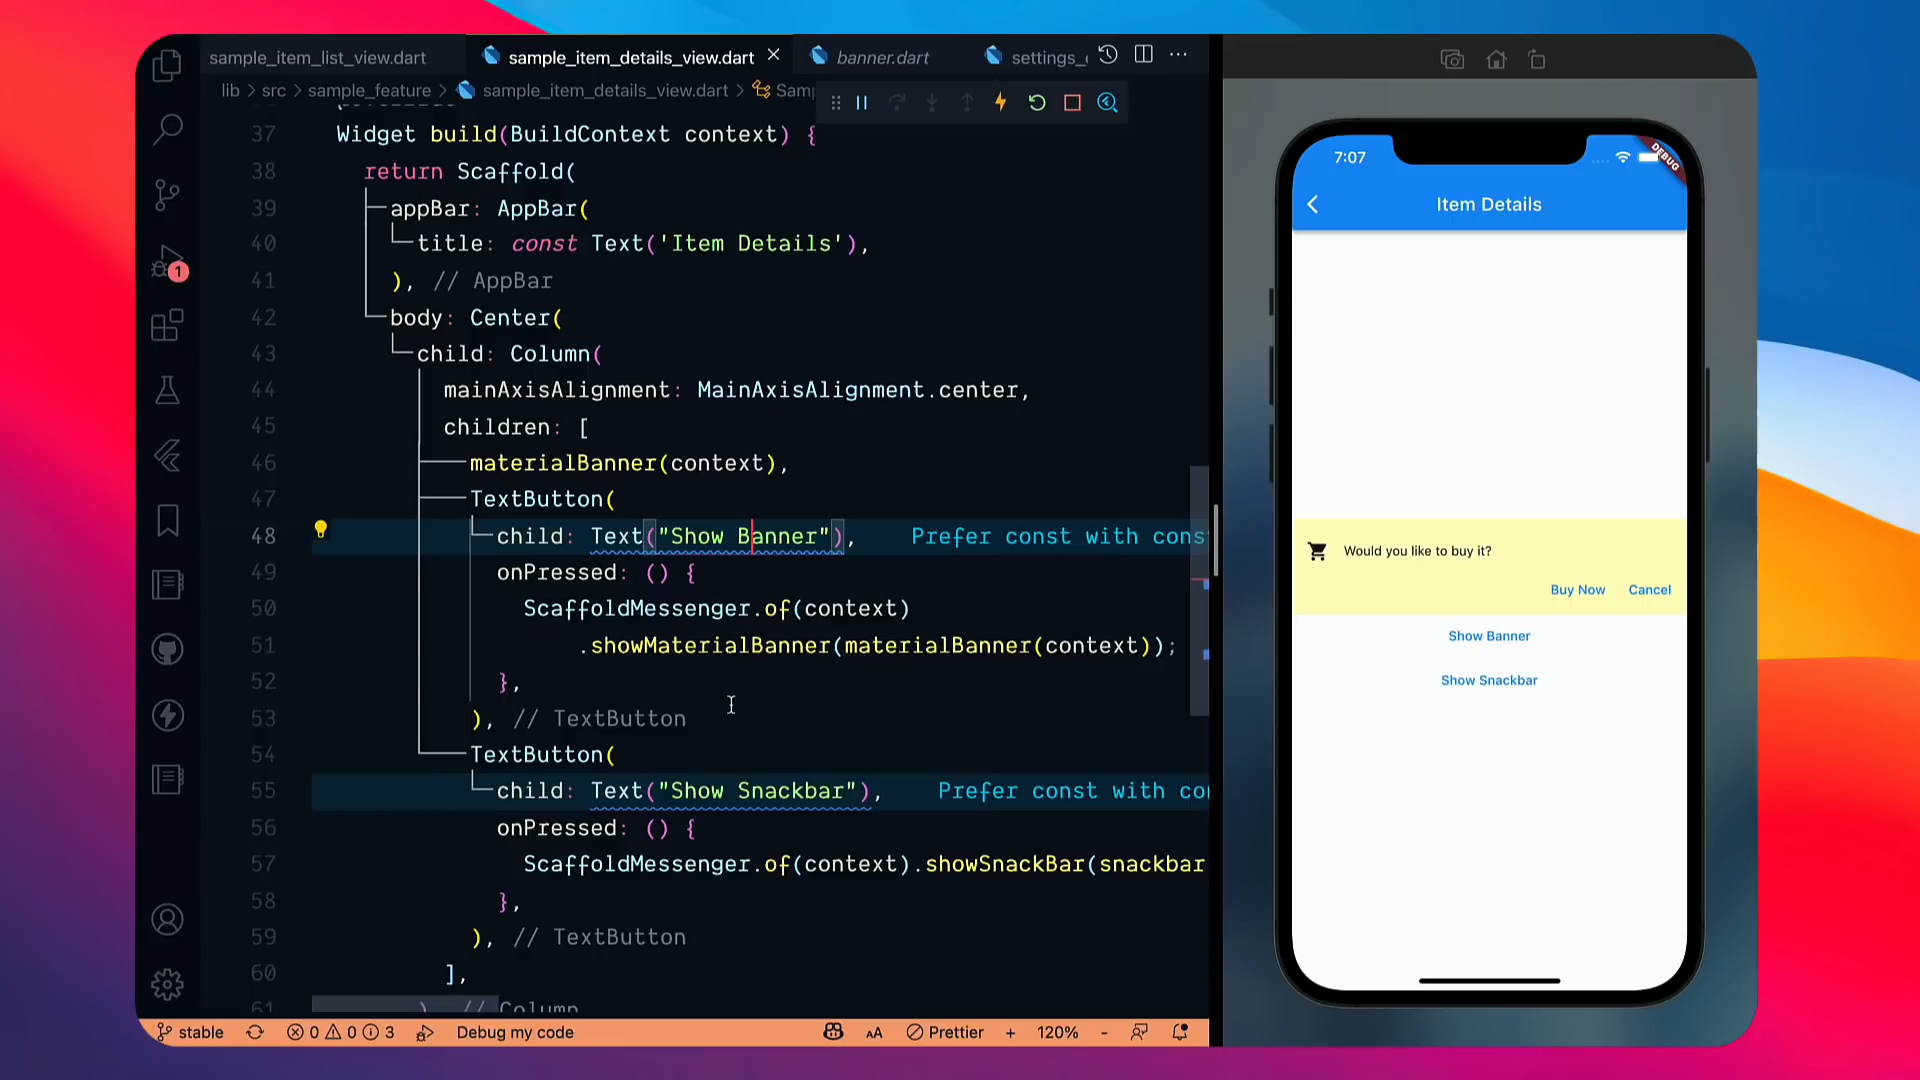 sample_item_list_view.dart
sample_item_details_view.dart
banner.dart
settings_
lib > src > sample_feature > sample_item_details_view.dart > Samp
37 Widget build(BuildContext context) {
38 return Scaffold(
39 appBar: AppBar(
40 title: const Text('Item Details'),
41 ), // AppBar
42 body: Center(
43 child: Column(
44 mainAxisAlignment: MainAxisAlignment.center,
45 children: [
46 materialBanner(context),
47 TextButton(
48 child: Text("Show Banner"), Prefer const with cons
49 onPressed: () {
50 ScaffoldMessenger.of(context)
51 .showMaterialBanner(materialBanner(context));
52 },
53 ), // TextButton
54 TextButton(
55 child: Text("Show Snackbar"), Prefer const with co
56 onPressed: () {
57 ScaffoldMessenger.of(context).showSnackBar(snackbar
58 },
59 ), // TextButton
60 ],
61 ) // Column
1
stable 0 0 3 Debug my code AA Prettier + 120% -
7:07
DEBUG
Item Details
Would you like to buy it?
Buy Now Cancel
Show Banner
Show Snackbar